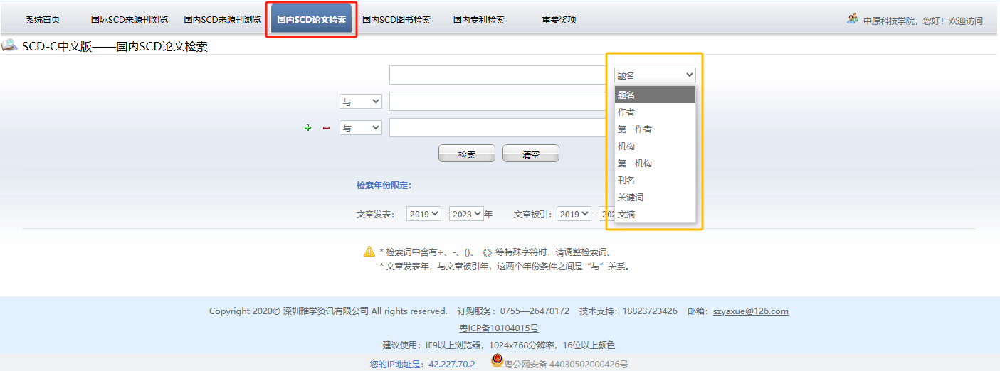 系统首页 国际SCD来源刊浏览 国内SCD来源刊浏览 国内SCD论文检索 国内SCD图书检索 国内专利检索 重要奖项 中原科技学院，您好！欢迎访问
SCD-C中文版——国内SCD论文检索
题名
题名
与
作者
第一作者
与
机构
检索 清空
第一机构
刊名
检索年份限定：
关键词
文章发表： 2019 - 2023 年 文章被引： 2019 -
文摘
* 检索词中含有+、-、()、《》等特殊字符时，请调整检索词。
* 文章发表年，与文章被引年，这两个年份条件之间是“与”关系。
Copyright 2020© 深圳雅学资讯有限公司 All rights reserved. 订购服务：0755—26470172 技术支持：18823723426 邮箱：szyaxue@126.com
粤ICP备10104015号
建议使用：IE9以上浏览器，1024x768分辨率，16位以上颜色
您的IP地址是：42.227.70.2 粤公网安备 44030502000426号